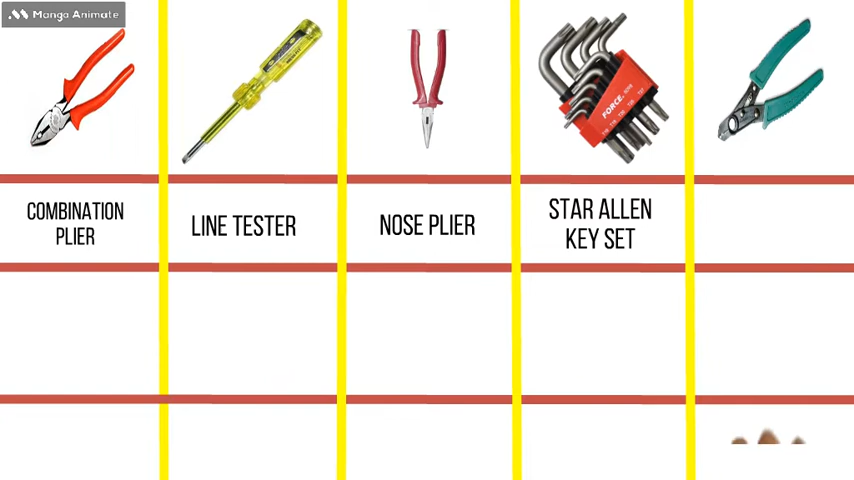 Manga Animate
COMBINATION
PLIER
LINE TESTER
NOSE PLIER
STAR ALLEN
KEY SET
FORCE